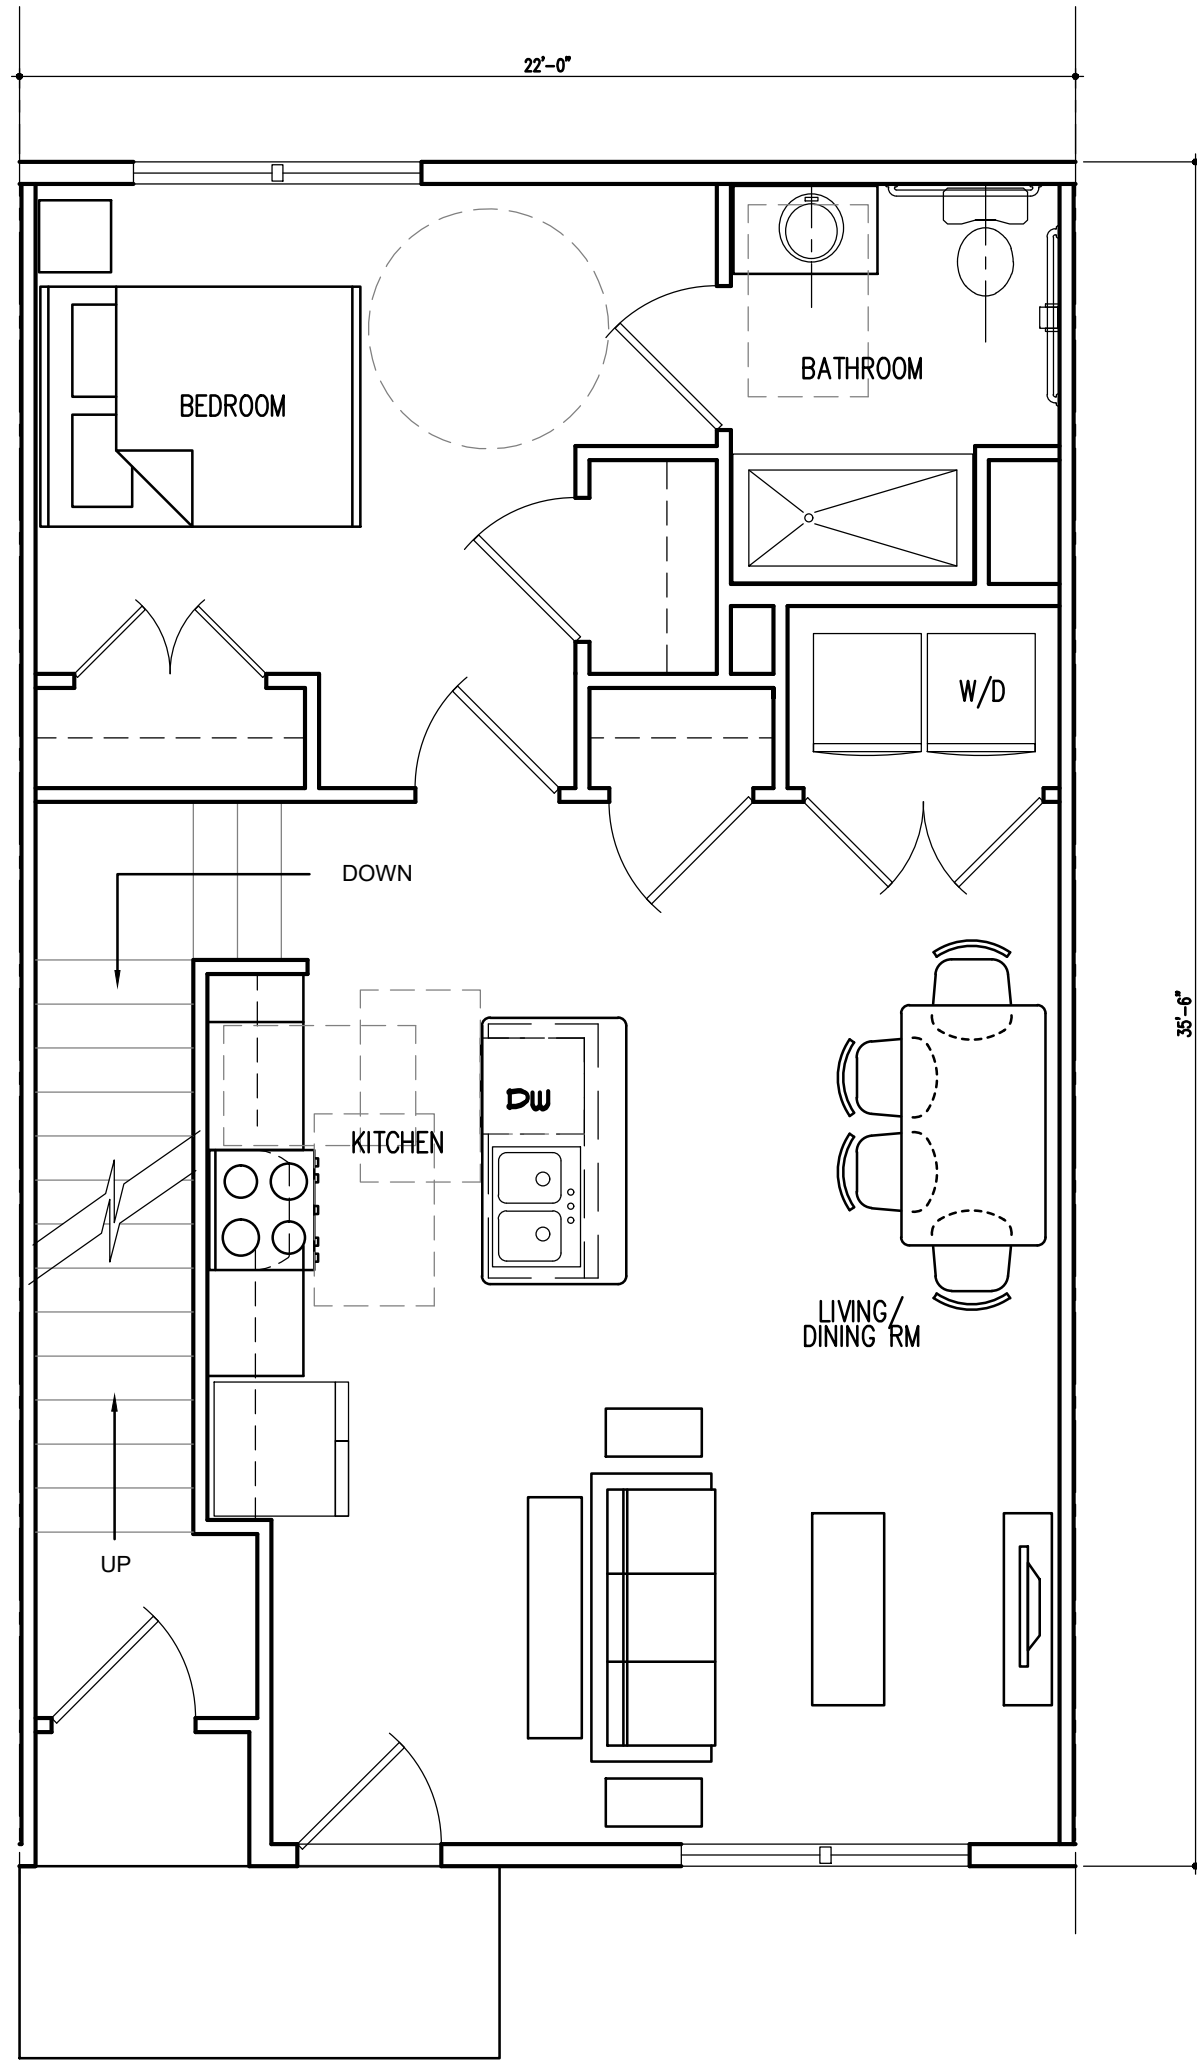 22'-0"
BATHROOM
BEDROOM
W/D
DOWN
35'-6"
DW
KITCHEN
LIVING/
DINING RM
UP